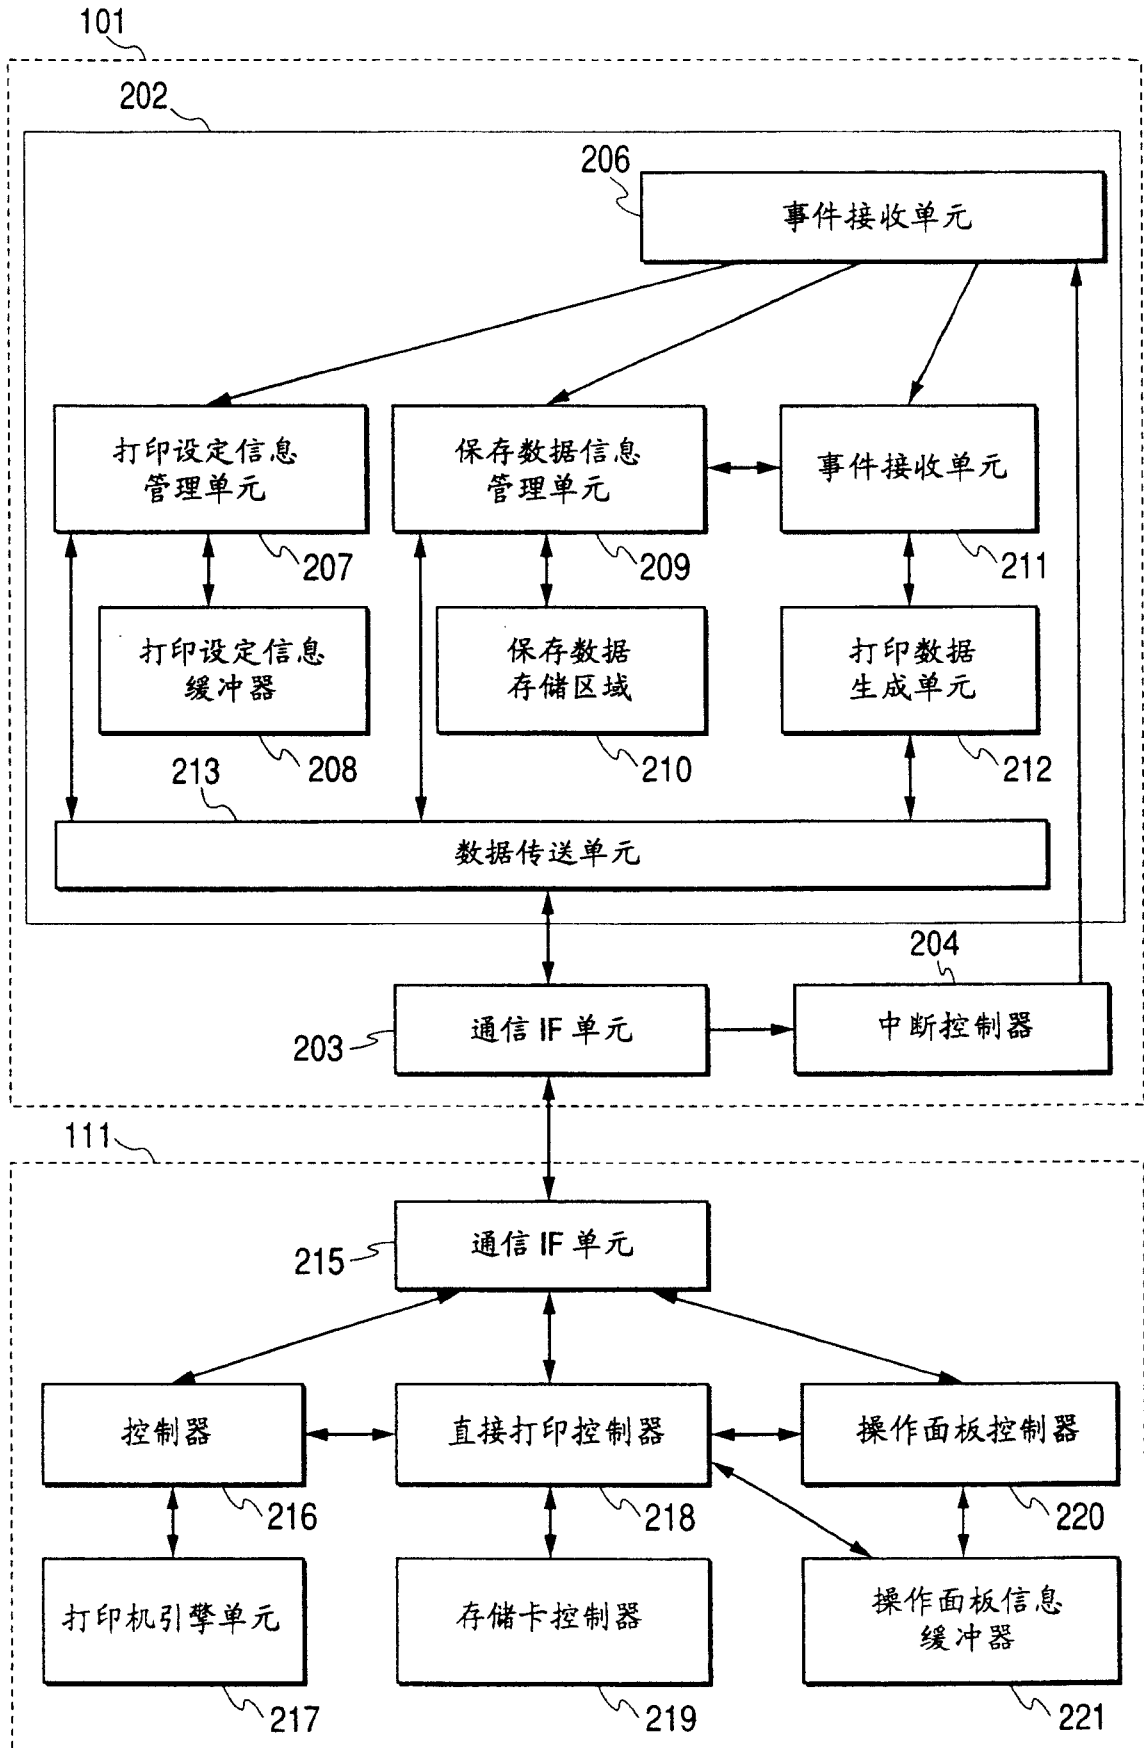 101
202
206
事件接收单元
打印设定信息
管理单元
保存数据信息
管理单元
事件接收单元
207
209
211
打印设定信息
缓冲器
保存数据
存储区域
打印数据
生成单元
208
210
212
213
数据传送单元
204
203
通信 IF 单元
中断控制器
111
215
通信 IF 单元
控制器
直接打印控制器
操作面板控制器
216
218
220
打印机引擎单元
存储卡控制器
操作面板信息
缓冲器
217
219
221